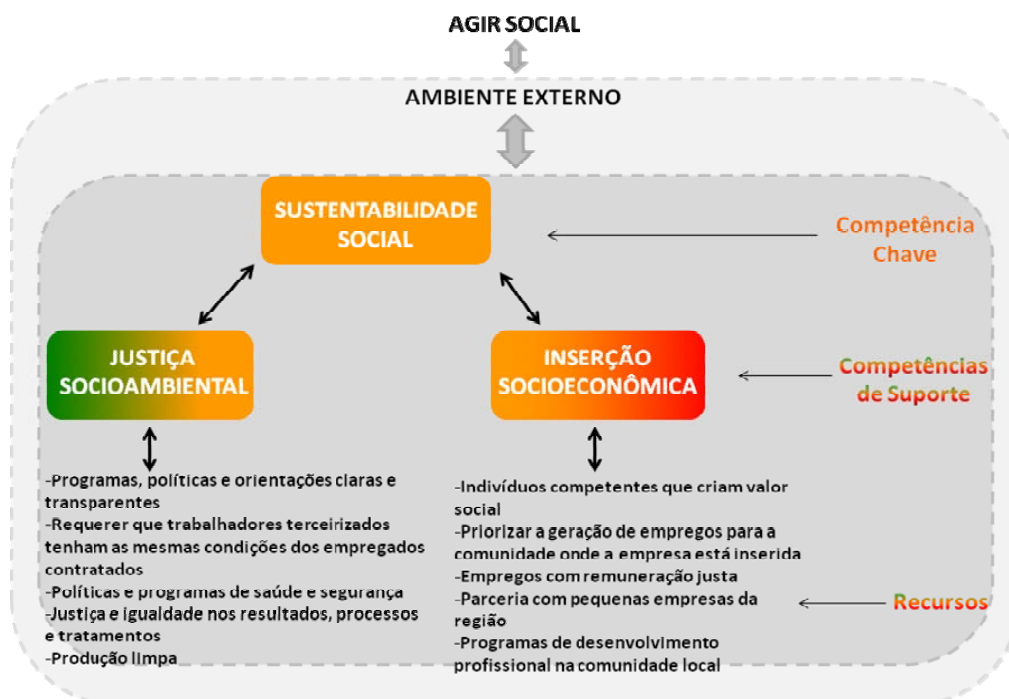 AGIR SOCIAL
AMBIENTE EXTERNO
SUSTENTABILIDADE
SOCIAL
Competência
Chave
JUSTIÇA
SOCIOAMBIENTAL
INSERÇÃO
SOCIOECONÔMICA
Competências
de Suporte
-Programas, políticas e orientações claras e
transparentes
-Requerer que trabalhadores terceirizados
tenham as mesmas condições dos empregados
contratados
-Políticas e programas de saúde e segurança
-Justiça e igualdade nos resultados, processos
e tratamentos
-Produção limpa
-Indivíduos competentes que criam valor
social
-Priorizar a geração de empregos para a
comunidade onde a empresa está inserida
-Empregos com remuneração justa
-Parceria com pequenas empresas da
região
-Programas de desenvolvimento
profissional na comunidade local
Recursos